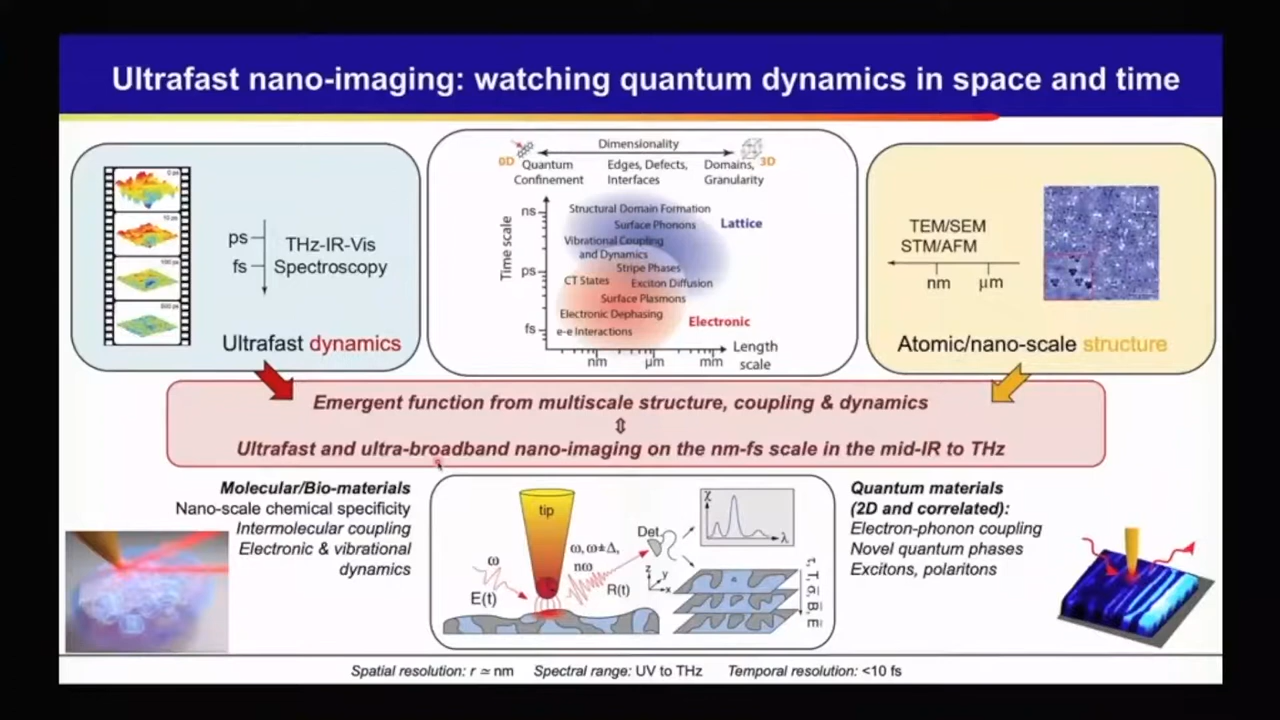 Ultrafast nano-imaging: watching quantum dynamics in space and time
0 ps
10 ps
100 ps
ps
fs
THz-IR-Vis
Spectroscopy
Ultrafast dynamics
Dimensionality
0D
3D
Quantum
Confinement
Edges, Defects,
Interfaces
Domains,
Granularity
Time scale
ns
ps
fs
Structural Domain Formation
Surface Phonons
Lattice
Vibrational Coupling
and Dynamics
Stripe Phases
CT States
Exciton Diffusion
Surface Plasmons
Electronic Dephasing
Electronic
e-e Interactions
nm
µm
mm
Length
scale
TEM/SEM
STM/AFM
nm
µm
Atomic/nano-scale structure
Emergent function from multiscale structure, coupling & dynamics
⇕
Ultrafast and ultra-broadband nano-imaging on the nm-fs scale in the mid-IR to THz
Molecular/Bio-materials
Nano-scale chemical specificity
Intermolecular coupling
Electronic & vibrational
dynamics
tip
ω
E(t)
ω, ω±Δ,
nω
R(t)
Det.
χ
λ
z
y
x
Quantum materials
(2D and correlated):
Electron-phonon coupling
Novel quantum phases
Excitons, polaritons
Spatial resolution: r ≃ nm Spectral range: UV to THz Temporal resolution: <10 fs